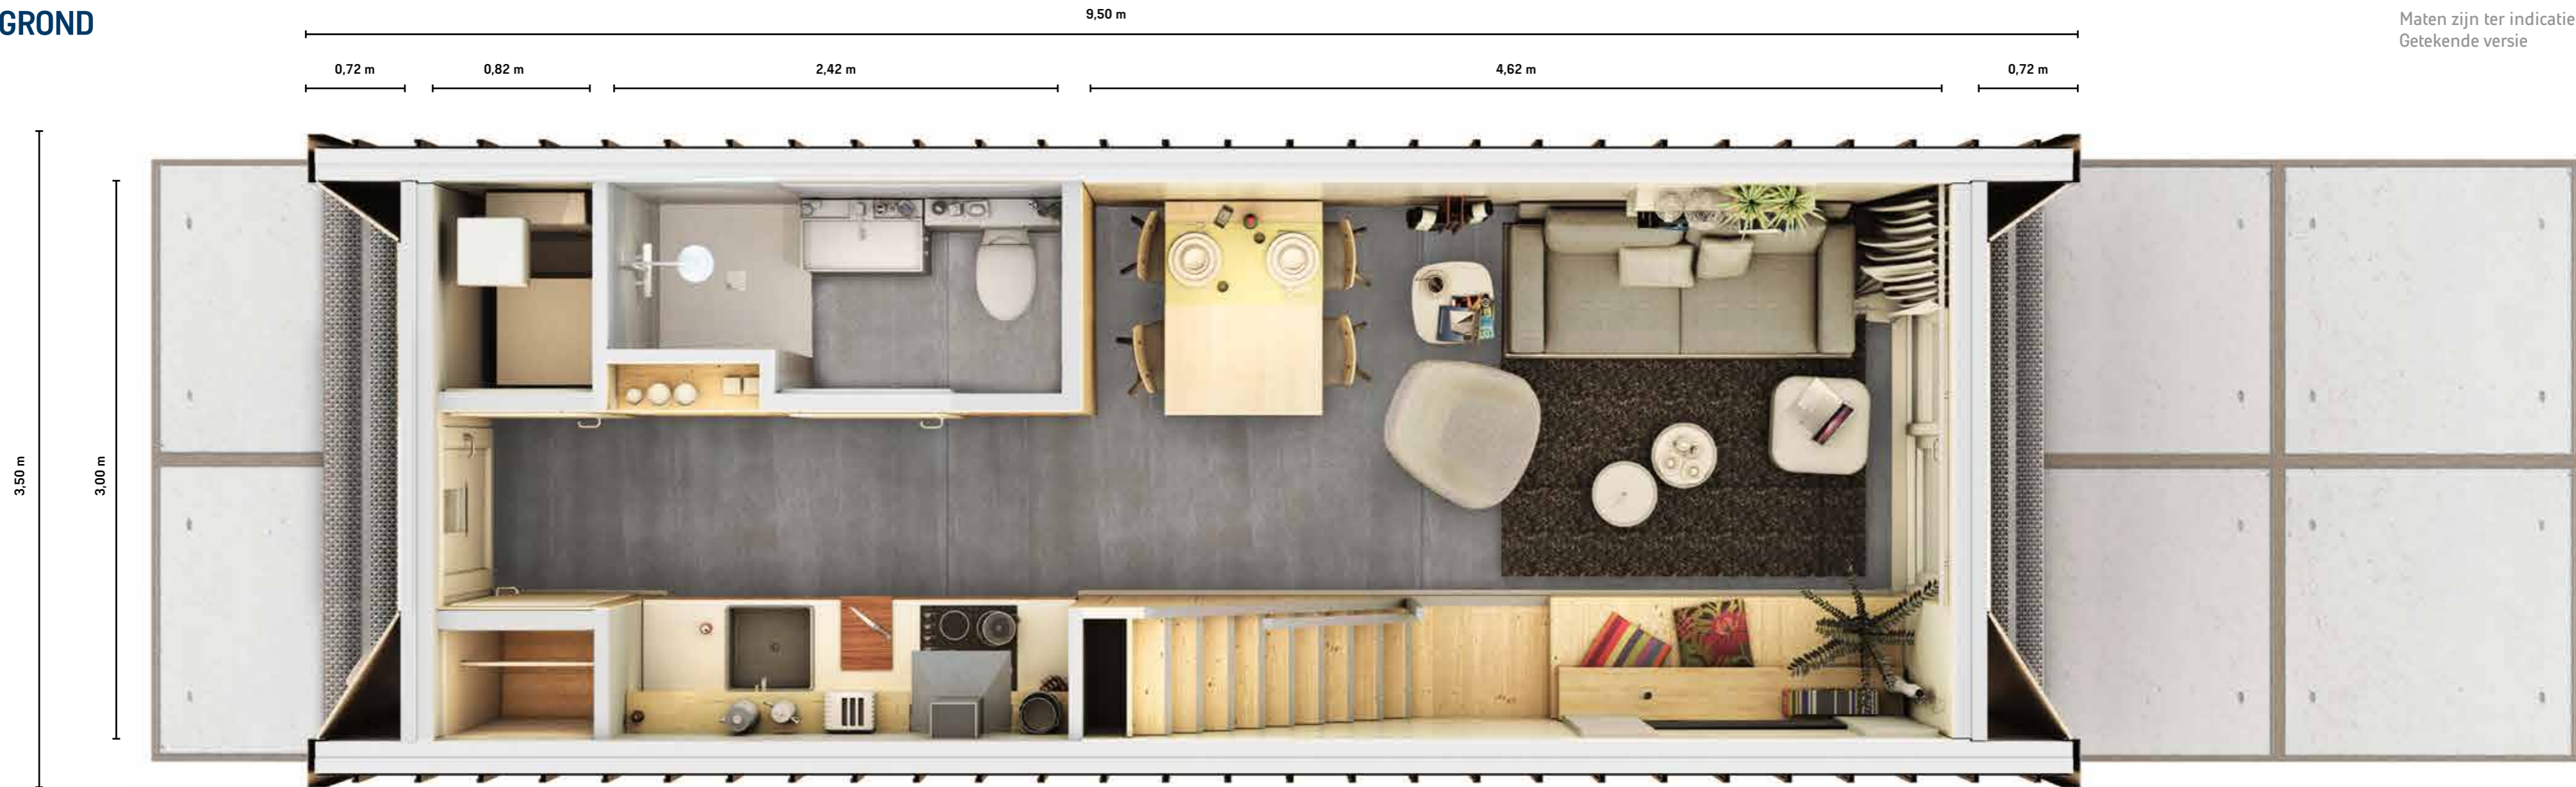 GROND
9,50 m
Maten zijn ter indicatie
Getekende versie
0,72 m
0,82 m
2,42 m
4,62 m
0,72 m
3,50 m
3,00 m